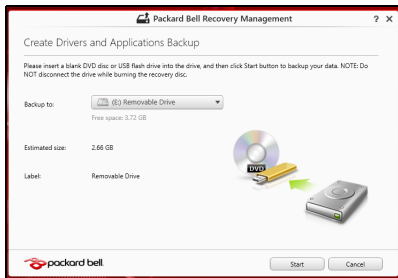 Packard Bell Recovery Management
? X
Create Drivers and Applications Backup
Please insert a blank DVD disc or USB flash drive into the drive, and then click Start button to backup your data. NOTE: Do
NOT disconnect the drive while burning the recovery disc.
Backup to:
(E:) Removable Drive
Free space: 3.72 GB
Estimated size:
2.66 GB
Label:
Removable Drive
DVD
packard bell.
Start
Cancel